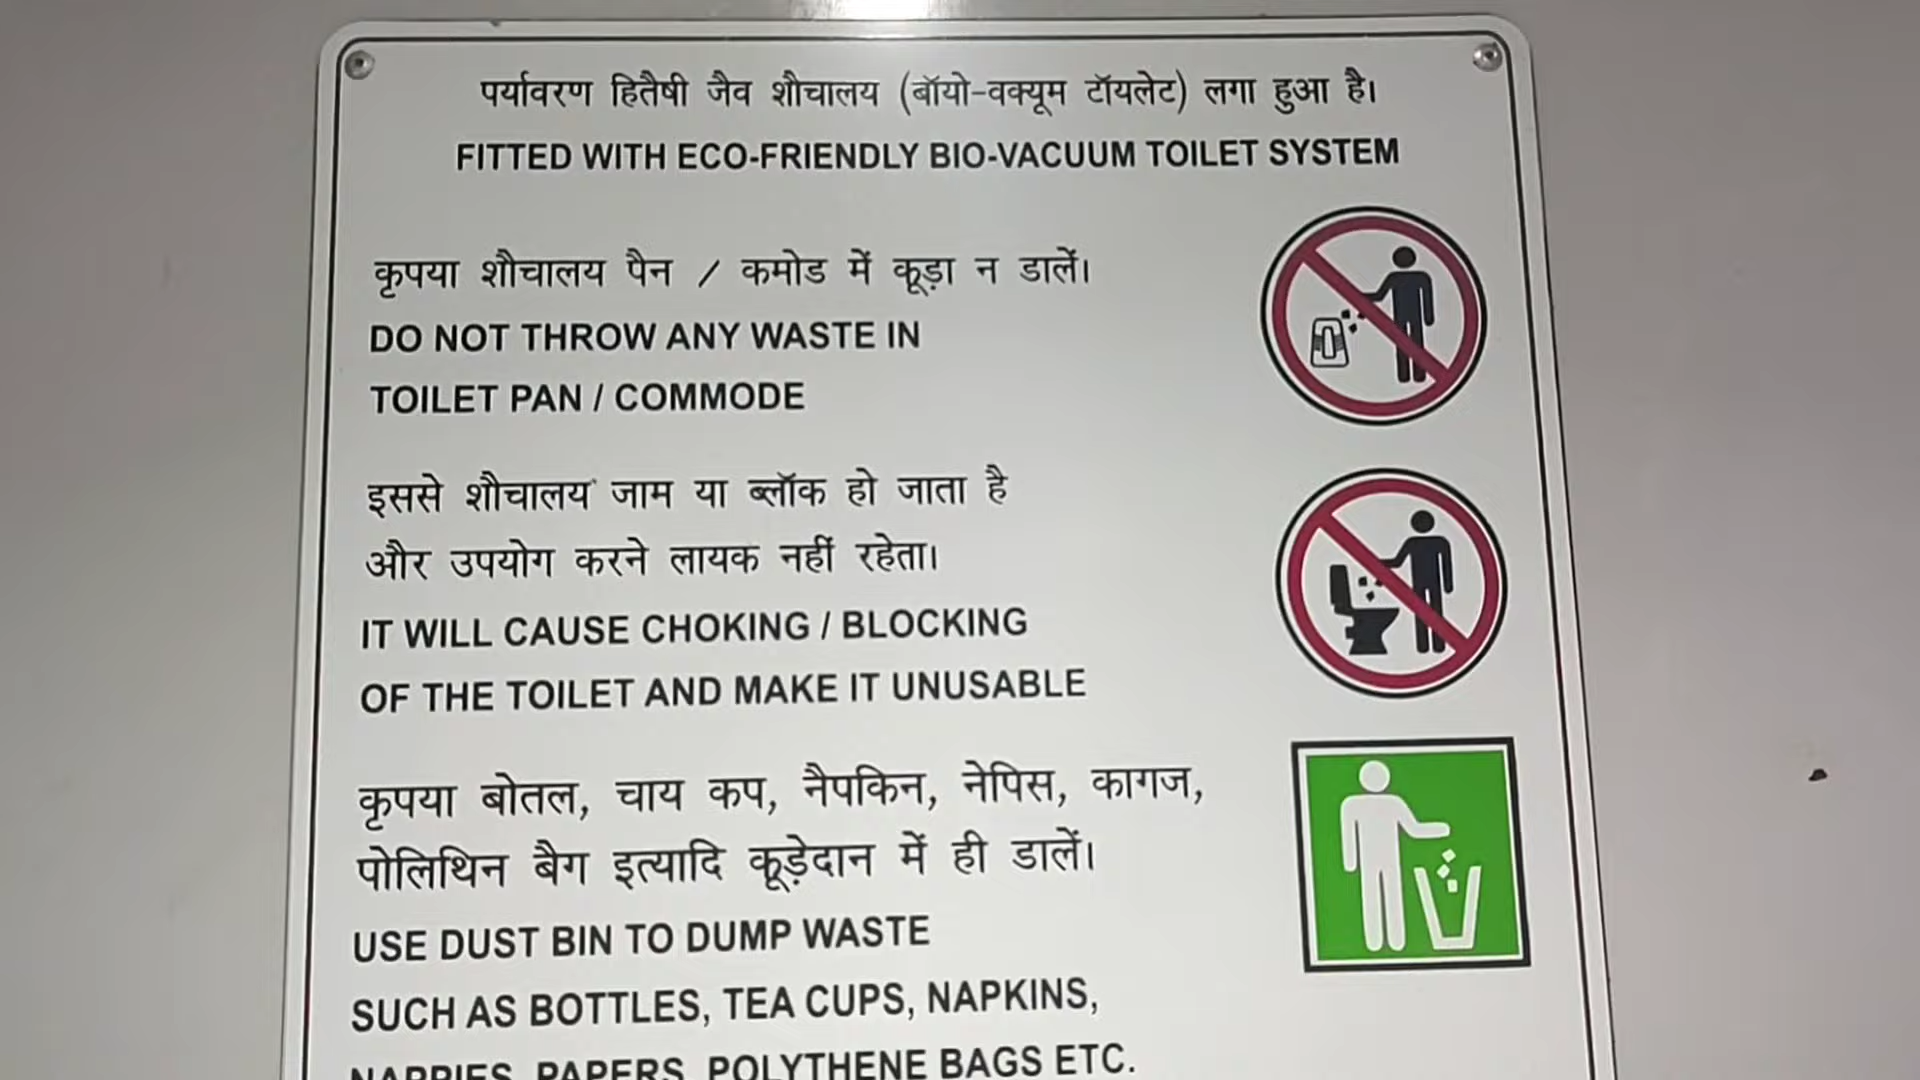 पर्यावरण हितैषी जैव शौचालय (बॉयो-वक्यूम टॉयलेट) लगा हुआ है।
FITTED WITH ECO-FRIENDLY BIO-VACUUM TOILET SYSTEM
कृपया शौचालय पैन / कमोड में कूड़ा न डालें।
DO NOT THROW ANY WASTE IN
TOILET PAN / COMMODE
इससे शौचालय जाम या ब्लॉक हो जाता है
और उपयोग करने लायक नहीं रहेता।
IT WILL CAUSE CHOKING / BLOCKING
OF THE TOILET AND MAKE IT UNUSABLE
कृपया बोतल, चाय कप, नैपकिन, नेपिस, कागज,
पोलिथिन बैग इत्यादि कूड़ेदान में ही डालें।
USE DUST BIN TO DUMP WASTE
SUCH AS BOTTLES, TEA CUPS, NAPKINS,
NAPPIES, PAPERS, POLYTHENE BAGS ETC.